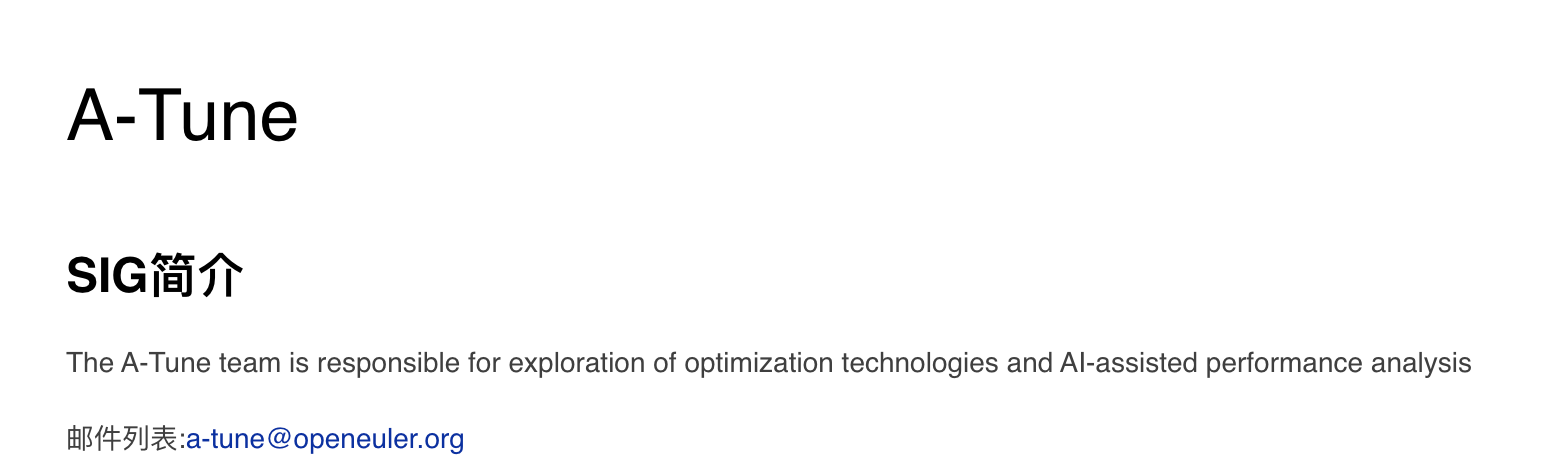 A-Tune
SIG简介
The A-Tune team is responsible for exploration of optimization technologies and AI-assisted performance analysis
邮件列表:a-tune@openeuler.org